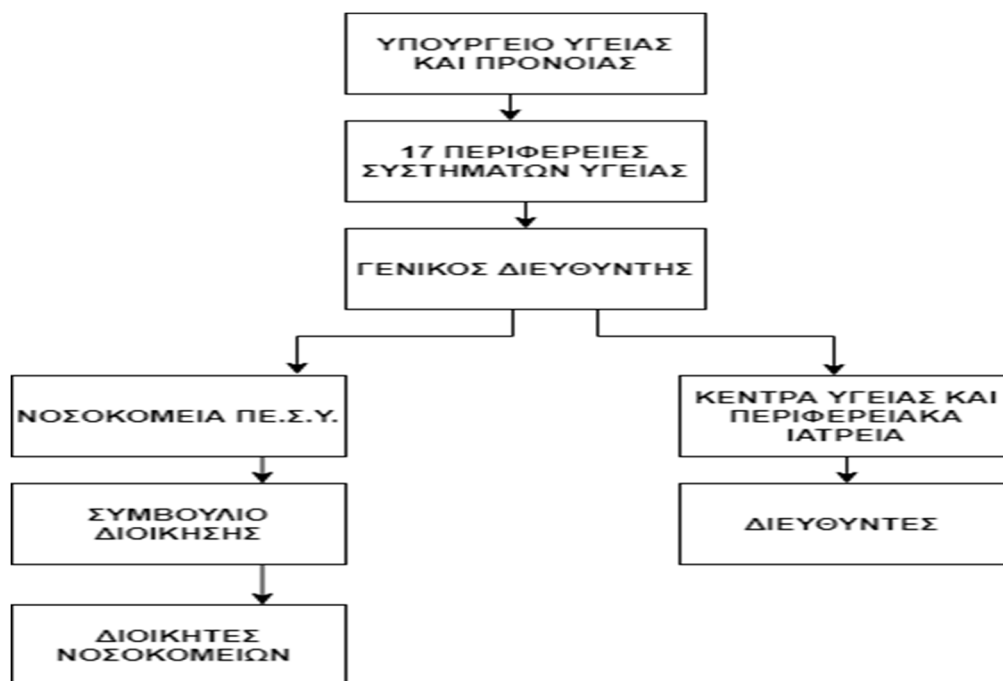 ΥΠΟΥΡΓΕΙΟ ΥΓΕΙΑΣ
ΚΑΙ ΠΡΟΝΟΙΑΣ
17 ΠΕΡΙΦΕΡΕΙΕΣ
ΣΥΣΤΗΜΑΤΩΝ ΥΓΕΙΑΣ
ΓΕΝΙΚΟΣ ΔΙΕΥΘΥΝΤΗΣ
ΝΟΣΟΚΟΜΕΙΑ ΠΕ.Σ.Υ.
ΣΥΜΒΟΥΛΙΟ
ΔΙΟΙΚΗΣΗΣ
ΔΙΟΙΚΗΤΕΣ
ΝΟΣΟΚΟΜΕΙΩΝ
ΚΕΝΤΡΑ ΥΓΕΙΑΣ ΚΑΙ
ΠΕΡΙΦΕΡΕΙΑΚΑ
ΙΑΤΡΕΙΑ
ΔΙΕΥΘΥΝΤΕΣ